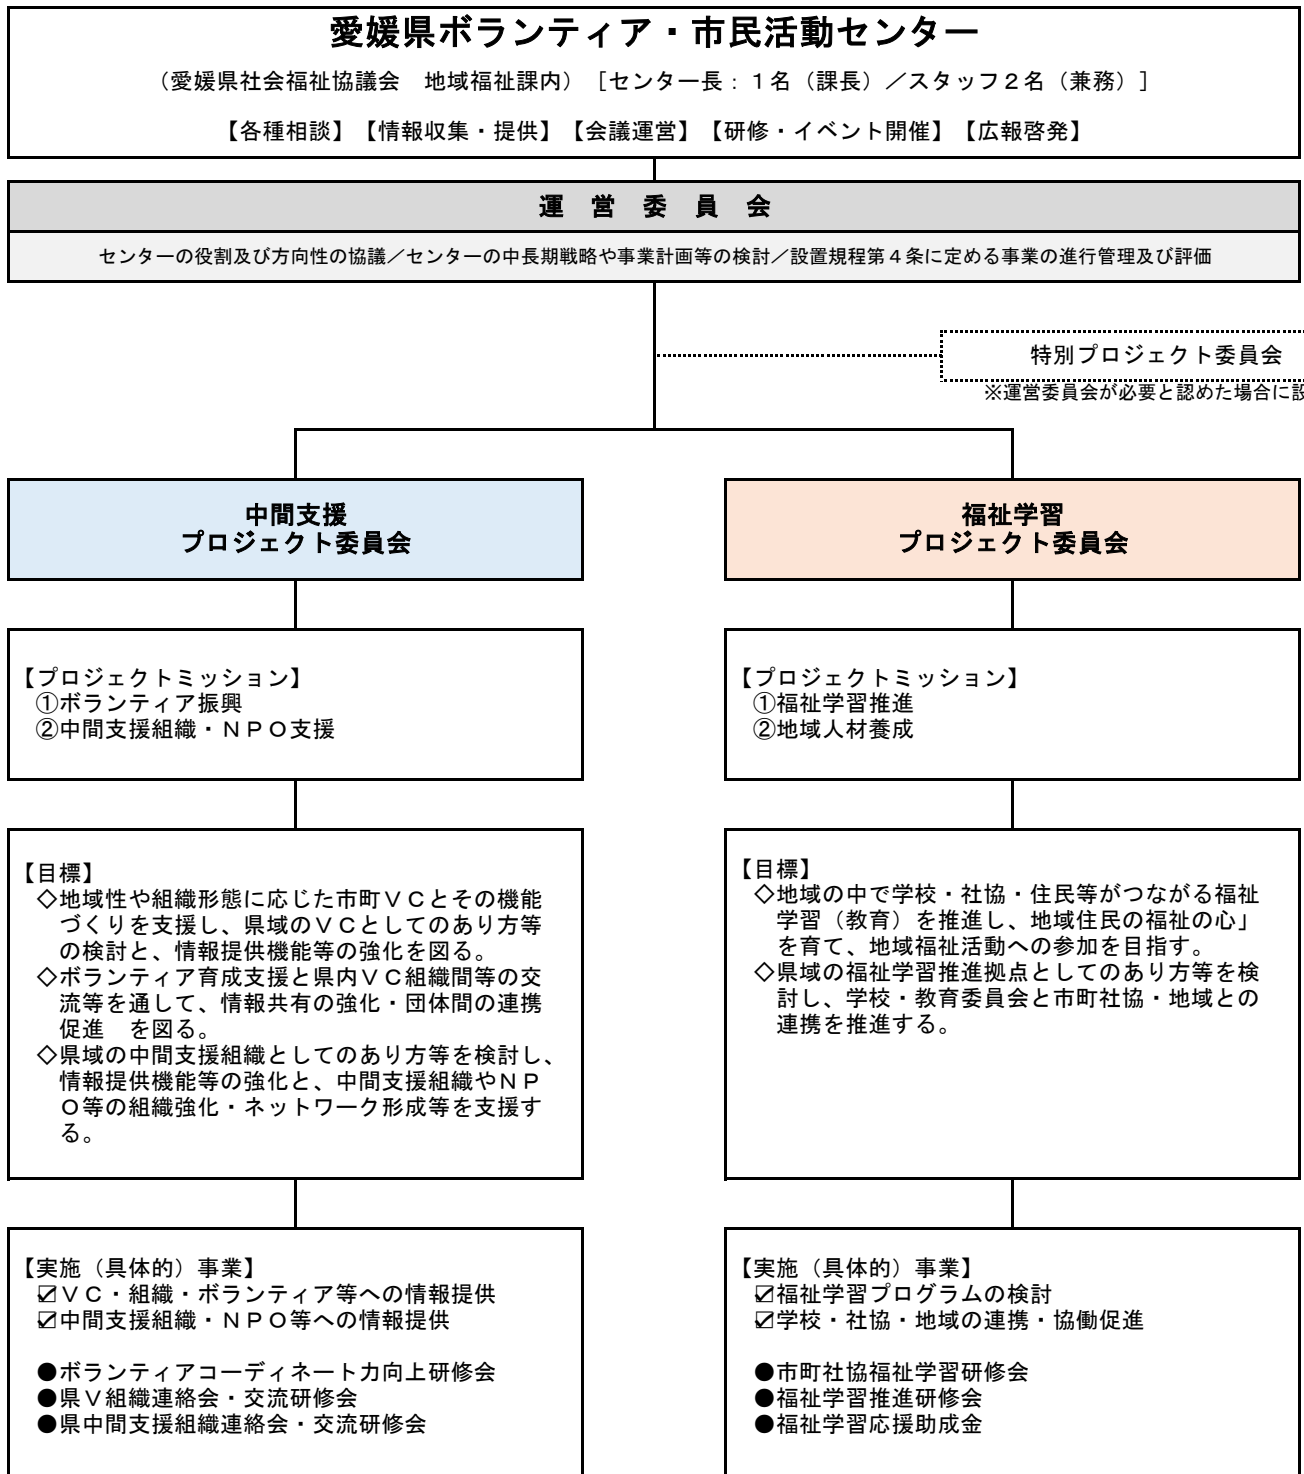 愛媛県ボランティア・市民活動センター
（愛媛県社会福祉協議会　地域福祉課内）［センター長：１名（課長）／スタッフ２名（兼務）］
【各種相談】【情報収集・提供】【会議運営】【研修・イベント開催】【広報啓発】
運　営　委　員　会
センターの役割及び方向性の協議／センターの中長期戦略や事業計画等の検討／設置規程第４条に定める事業の進行管理及び評価
特別プロジェクト委員会
※運営委員会が必要と認めた場合に設
中間支援
プロジェクト委員会
【プロジェクトミッション】
①ボランティア振興
②中間支援組織・ＮＰＯ支援
【目標】
◇地域性や組織形態に応じた市町ＶＣとその機能
づくりを支援し、県域のＶＣとしてのあり方等
の検討と、情報提供機能等の強化を図る。
◇ボランティア育成支援と県内ＶＣ組織間等の交
流等を通して、情報共有の強化・団体間の連携
促進　を図る。
◇県域の中間支援組織としてのあり方等を検討し、
情報提供機能等の強化と、中間支援組織やＮＰ
Ｏ等の組織強化・ネットワーク形成等を支援す
る。
【実施（具体的）事業】
☑ＶＣ・組織・ボランティア等への情報提供
☑中間支援組織・ＮＰＯ等への情報提供
●ボランティアコーディネート力向上研修会
●県Ｖ組織連絡会・交流研修会
●県中間支援組織連絡会・交流研修会
福祉学習
プロジェクト委員会
【プロジェクトミッション】
①福祉学習推進
②地域人材養成
【目標】
◇地域の中で学校・社協・住民等がつながる福祉
学習（教育）を推進し、地域住民の福祉の心」
を育て、地域福祉活動への参加を目指す。
◇県域の福祉学習推進拠点としてのあり方等を検
討し、学校・教育委員会と市町社協・地域との
連携を推進する。
【実施（具体的）事業】
☑福祉学習プログラムの検討
☑学校・社協・地域の連携・協働促進
●市町社協福祉学習研修会
●福祉学習推進研修会
●福祉学習応援助成金